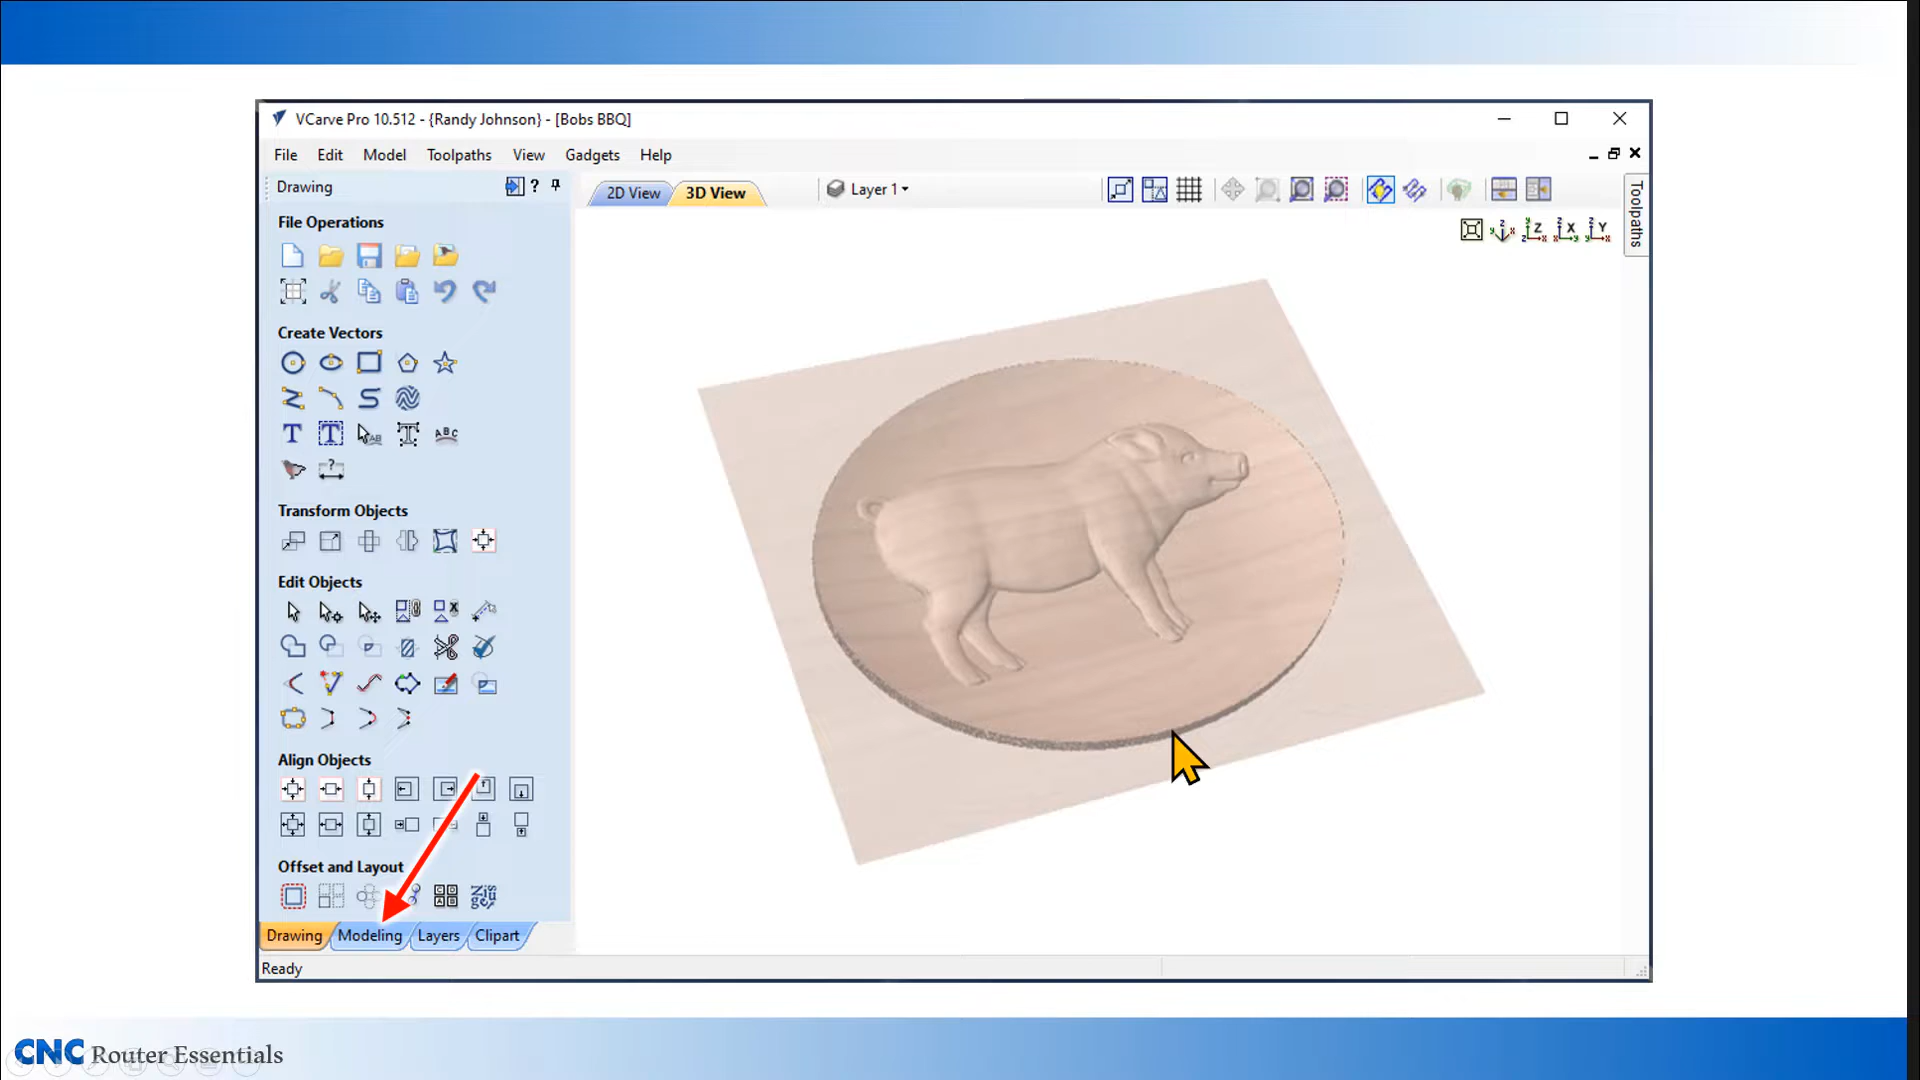 VCarve Pro 10.512 - {Randy Johnson} - [Bobs BBQ]
File Edit Model Toolpaths View Gadgets Help
Drawing
2D View 3D View Layer 1
Toolpaths
File Operations
Create Vectors
Transform Objects
Edit Objects
Align Objects
Offset and Layout
Drawing Modeling Layers Clipart
Ready
CNC Router Essentials